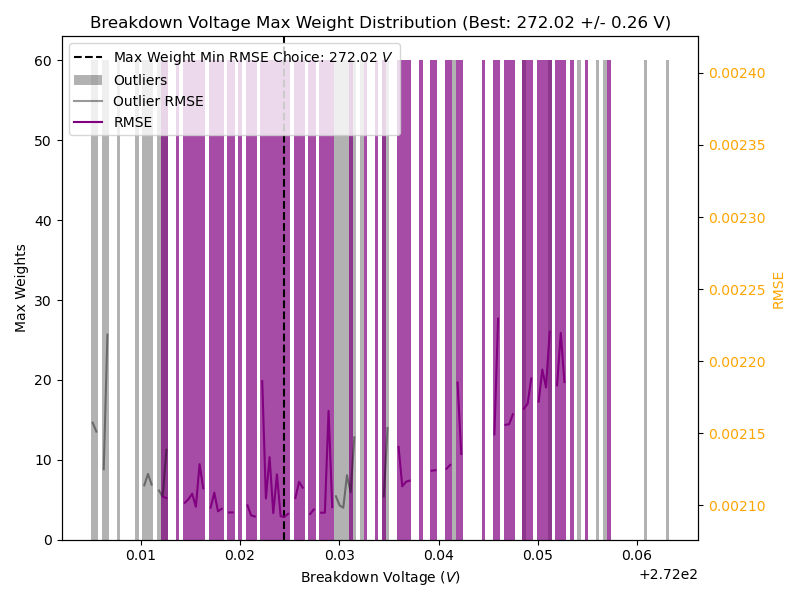 Breakdown Voltage Max Weight Distribution (Best: 272.02 +/- 0.26 V)
Max Weight Min RMSE Choice: 272.02 V
Outliers
Outlier RMSE
RMSE
60
50
40
30
20
10
0
Max Weights
0.00240
0.00235
0.00230
0.00225
0.00220
0.00215
0.00210
RMSE
0.01 0.02 0.03 0.04 0.05 0.06
+2.72e2
Breakdown Voltage (V)